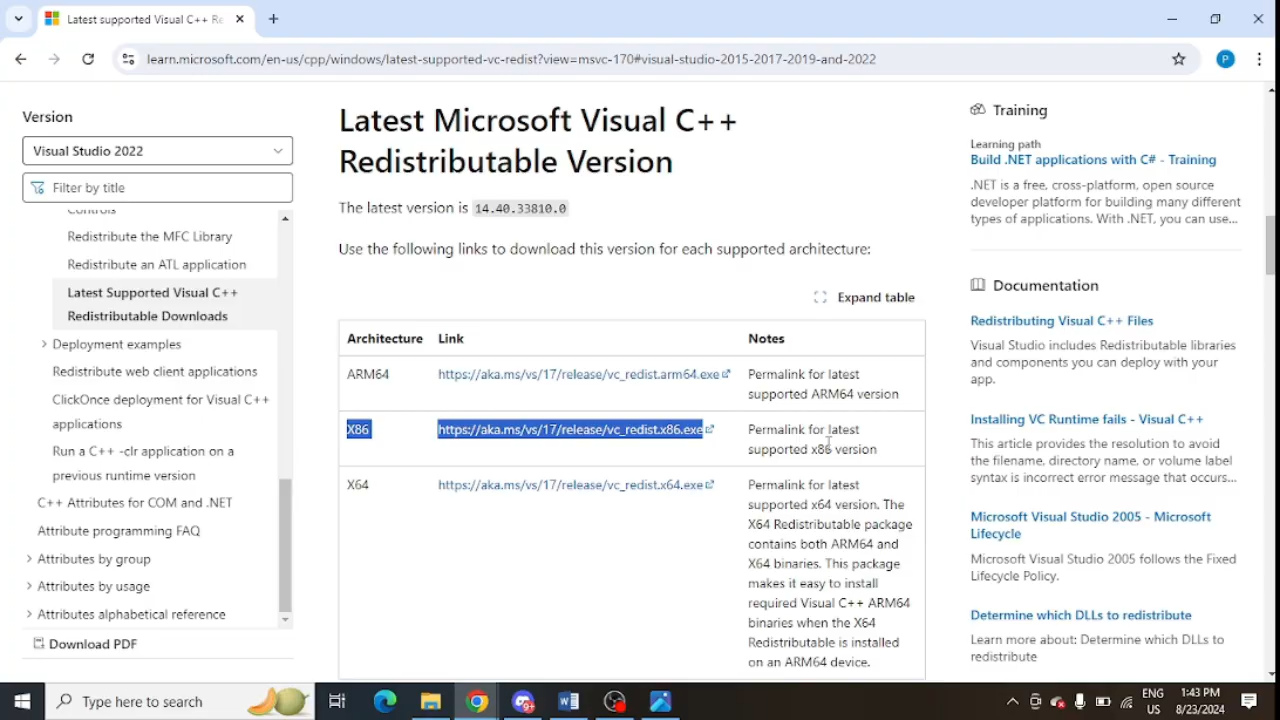 Latest supported Visual C++ Re
learn.microsoft.com/en-us/cpp/windows/latest-supported-vc-redist?view=msvc-170#visual-studio-2015-2017-2019-and-2022
P
Version
Visual Studio 2022
Filter by title
Controls
Redistribute the MFC Library
Redistribute an ATL application
Latest Supported Visual C++
Redistributable Downloads
Deployment examples
Redistribute web client applications
ClickOnce deployment for Visual C++
applications
Run a C++ -clr application on a
previous runtime version
C++ Attributes for COM and .NET
Attribute programming FAQ
Attributes by group
Attributes by usage
Attributes alphabetical reference
Download PDF
Latest Microsoft Visual C++
Redistributable Version
The latest version is 14.40.33810.0
Use the following links to download this version for each supported architecture:
Expand table
Architecture Link Notes
ARM64 https://aka.ms/vs/17/release/vc_redist.arm64.exe Permalink for latest
supported ARM64 version
X86 https://aka.ms/vs/17/release/vc_redist.x86.exe Permalink for latest
supported x86 version
X64 https://aka.ms/vs/17/release/vc_redist.x64.exe Permalink for latest
supported x64 version. The
X64 Redistributable package
contains both ARM64 and
X64 binaries. This package
makes it easy to install
required Visual C++ ARM64
binaries when the X64
Redistributable is installed
on an ARM64 device.
Training
Learning path
Build .NET applications with C# - Training
.NET is a free, cross-platform, open source
developer platform for building many different
types of applications. With .NET, you can use...
Documentation
Redistributing Visual C++ Files
Visual Studio includes Redistributable libraries
and components you can deploy with your
app.
Installing VC Runtime fails - Visual C++
This article provides the resolution to avoid
the filename, directory name, or volume label
syntax is incorrect error message that occurs...
Microsoft Visual Studio 2005 - Microsoft
Lifecycle
Microsoft Visual Studio 2005 follows the Fixed
Lifecycle Policy.
Determine which DLLs to redistribute
Learn more about: Determine which DLLs to
redistribute
Type here to search
ENG
US
1:43 PM
8/23/2024